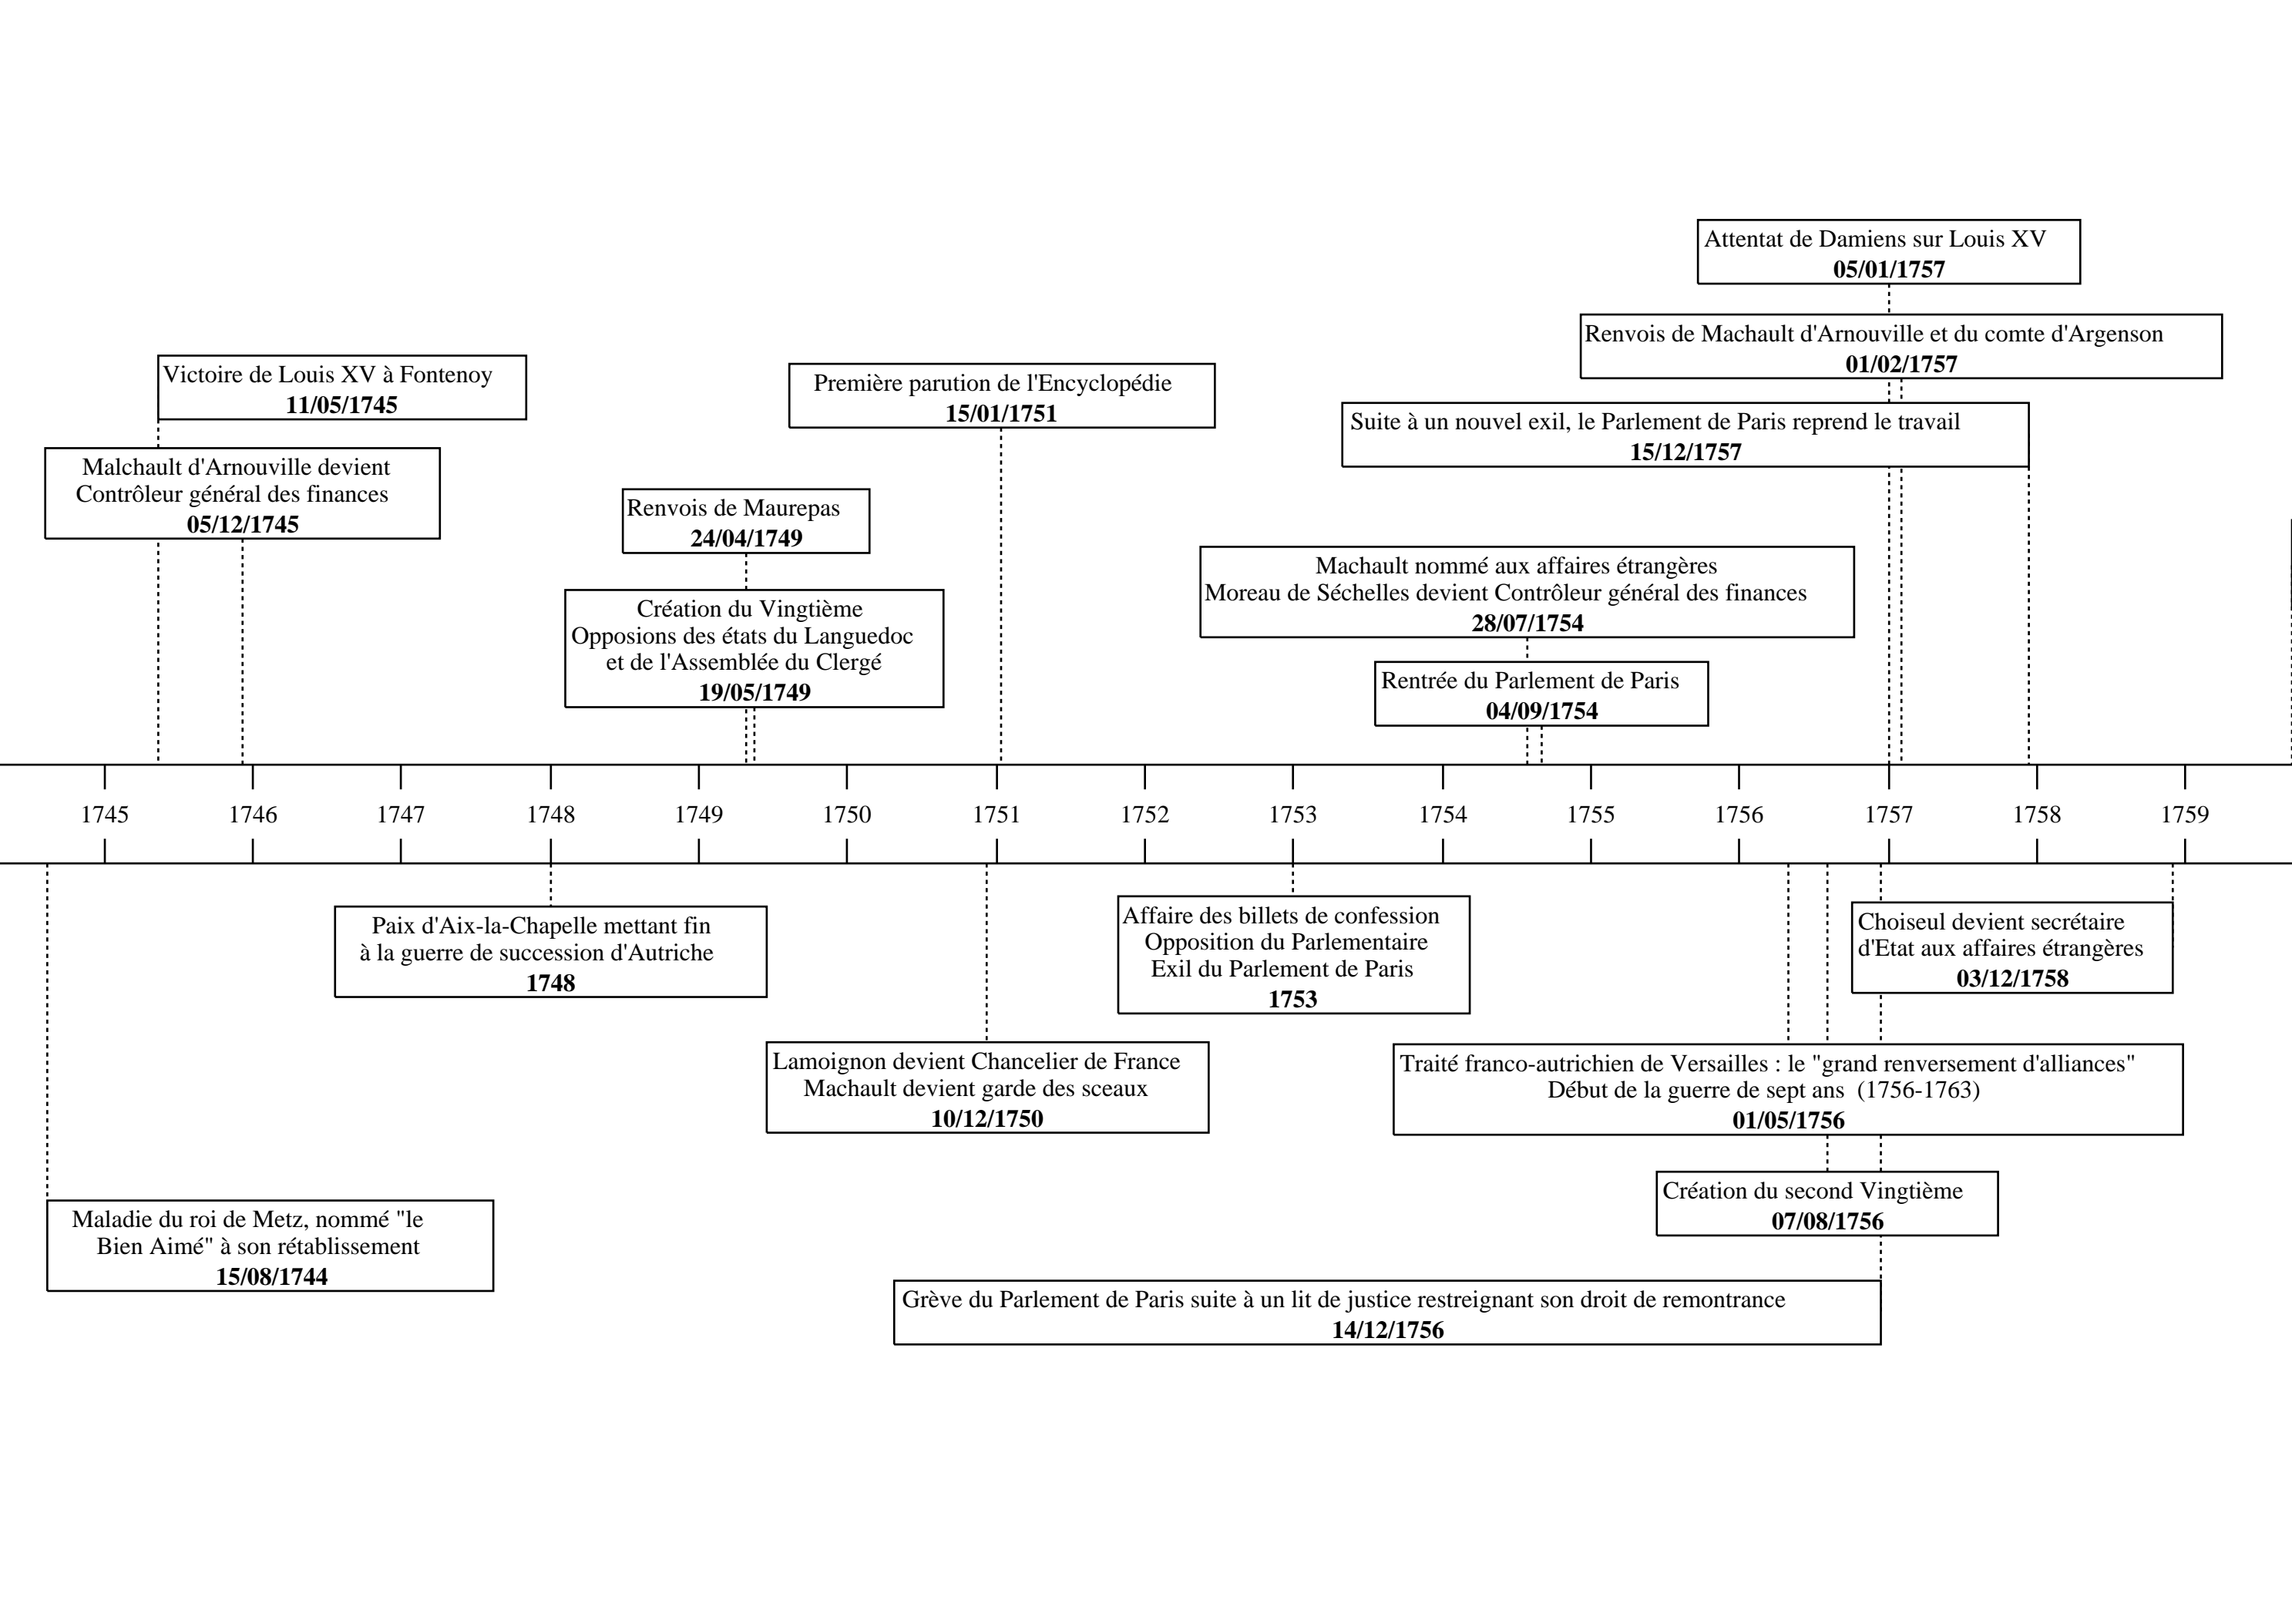 Attentat de Damiens sur Louis XV
05/01/1757
Renvois de Machault d'Arnouville et du comte d'Argenson
01/02/1757
Victoire de Louis XV à Fontenoy
11/05/1745
Première parution de l'Encyclopédie
15/01/1751
Suite à un nouvel exil, le Parlement de Paris reprend le travail
15/12/1757
Malchault d'Arnouville devient
Contrôleur général des finances
05/12/1745
Renvois de Maurepas
24/04/1749
Machault nommé aux affaires étrangères
Moreau de Séchelles devient Contrôleur général des finances
28/07/1754
Création du Vingtième
Opposions des états du Languedoc
et de l'Assemblée du Clergé
19/05/1749
Rentrée du Parlement de Paris
04/09/1754
1745 1746 1747 1748 1749 1750 1751 1752 1753 1754 1755 1756 1757 1758 1759
Paix d'Aix-la-Chapelle mettant fin
à la guerre de succession d'Autriche
1748
Affaire des billets de confession
Opposition du Parlementaire
Exil du Parlement de Paris
1753
Choiseul devient secrétaire
d'Etat aux affaires étrangères
03/12/1758
Lamoignon devient Chancelier de France
Machault devient garde des sceaux
10/12/1750
Traité franco-autrichien de Versailles : le "grand renversement d'alliances"
Début de la guerre de sept ans (1756-1763)
01/05/1756
Création du second Vingtième
07/08/1756
Maladie du roi de Metz, nommé "le
Bien Aimé" à son rétablissement
15/08/1744
Grève du Parlement de Paris suite à un lit de justice restreignant son droit de remontrance
14/12/1756